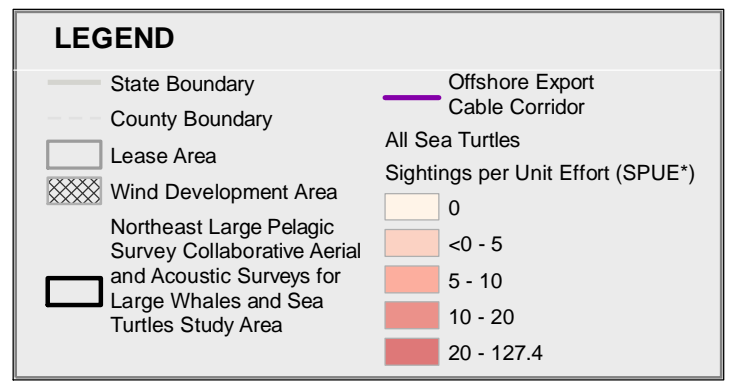 LEGEND
State Boundary
County Boundary
Lease Area
Wind Development Area
Northeast Large Pelagic
Survey Collaborative Aerial
and Acoustic Surveys for
Large Whales and Sea
Turtles Study Area
Offshore Export
Cable Corridor
All Sea Turtles
Sightings per Unit Effort (SPUE*)
0
<0 - 5
5 - 10
10 - 20
20 - 127.4